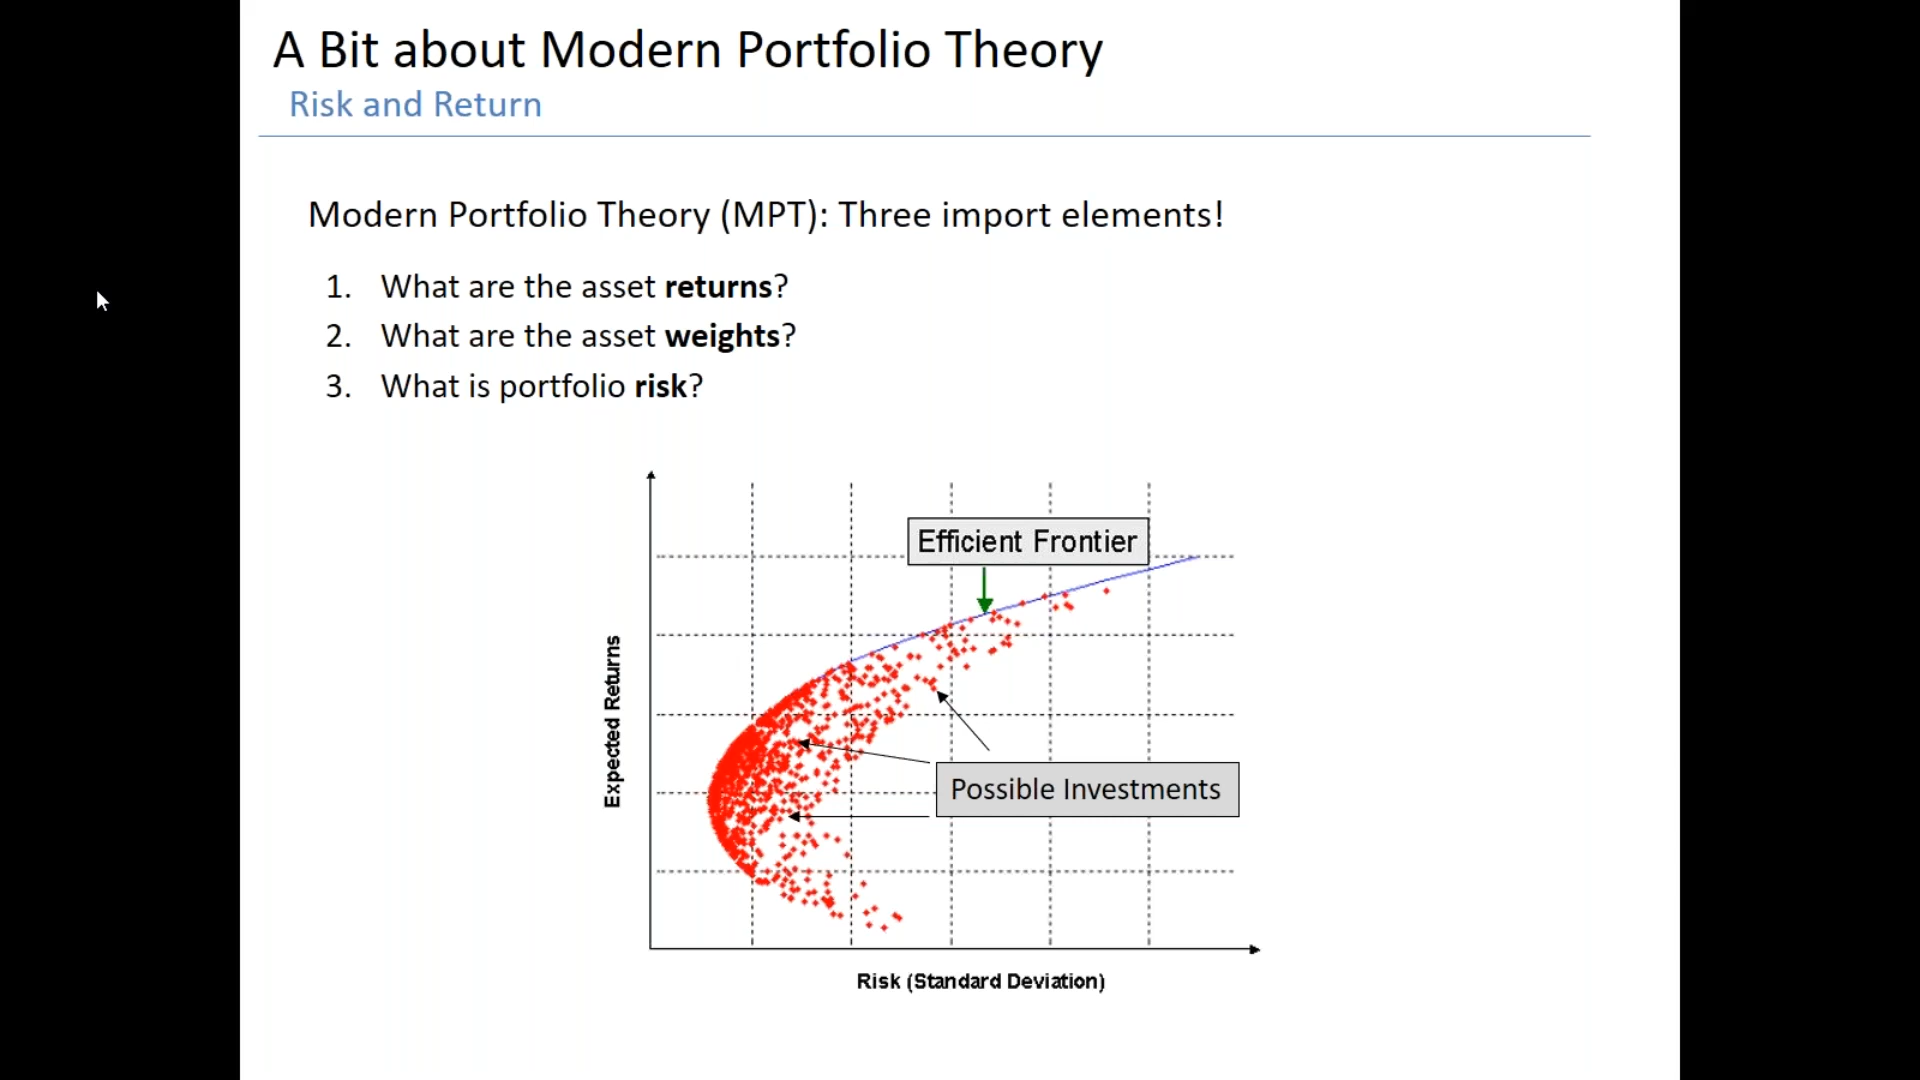 A Bit about Modern Portfolio Theory
Risk and Return
Modern Portfolio Theory (MPT): Three import elements!
1. What are the asset returns?
2. What are the asset weights?
3. What is portfolio risk?
Efficient Frontier
Expected Returns
Possible Investments
Risk (Standard Deviation)